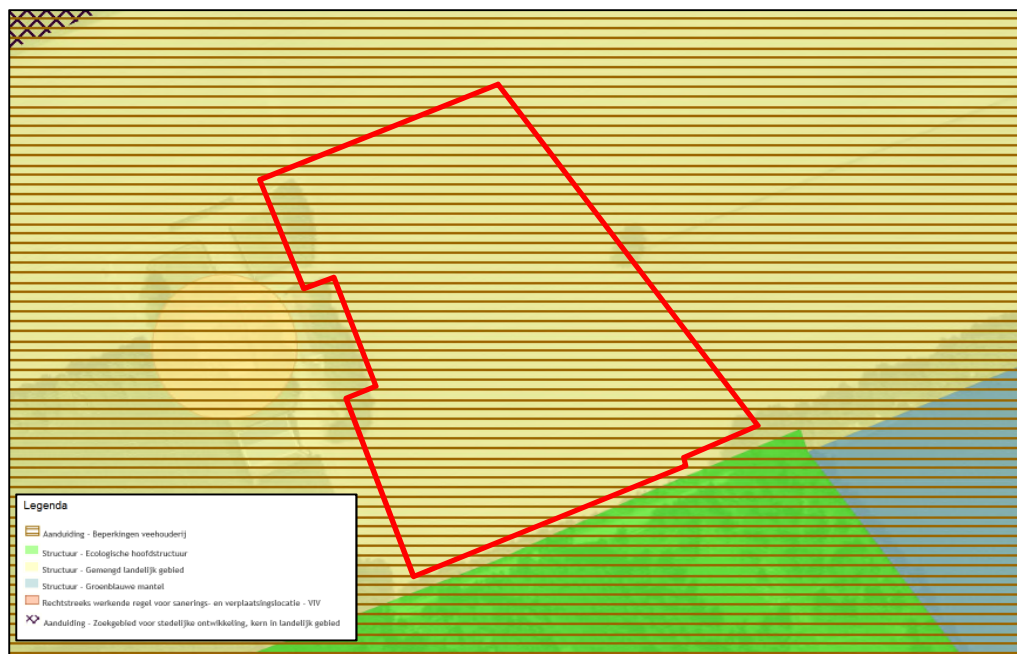 Legenda
Aanduiding - Beperkingen veehouderij
Structuur - Ecologische hoofdstructuur
Structuur - Gemengd landelijk gebied
Structuur - Groenblauwe mantel
Rechtstreeks werkende regel voor sanerings- en verplaatsingslocatie - VIV
Aanduiding - Zoekgebied voor stedelijke ontwikkeling, kern in landelijk gebied